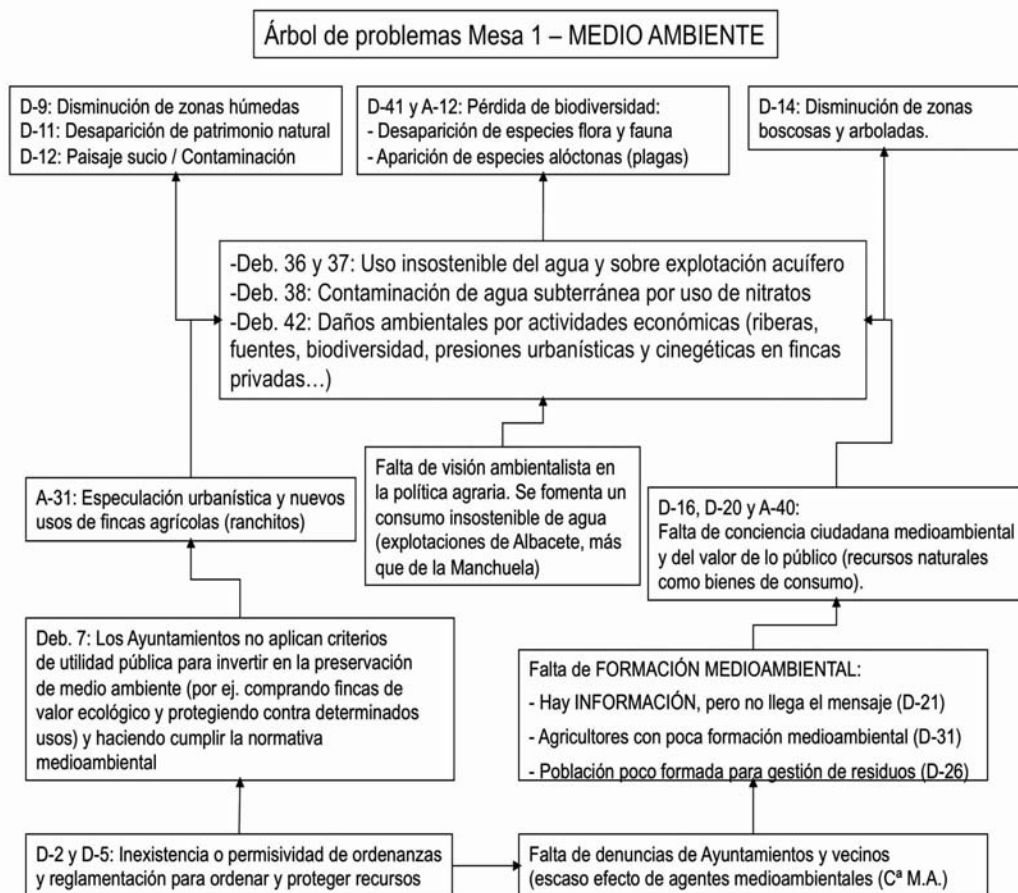 Árbol de problemas Mesa 1 – MEDIO AMBIENTE
D-9: Disminución de zonas húmedas
D-11: Desaparición de patrimonio natural
D-12: Paisaje sucio / Contaminación
D-41 y A-12: Pérdida de biodiversidad:
- Desaparición de especies flora y fauna
- Aparición de especies alóctonas (plagas)
D-14: Disminución de zonas
boscosas y arboladas.
-Deb. 36 y 37: Uso insostenible del agua y sobre explotación acuífero
-Deb. 38: Contaminación de agua subterránea por uso de nitratos
-Deb. 42: Daños ambientales por actividades económicas (riberas,
fuentes, biodiversidad, presiones urbanísticas y cinegéticas en fincas
privadas…)
A-31: Especulación urbanística y nuevos
usos de fincas agrícolas (ranchitos)
Falta de visión ambientalista en
la política agraria. Se fomenta un
consumo insostenible de agua
(explotaciones de Albacete, más
que de la Manchuela)
D-16, D-20 y A-40:
Falta de conciencia ciudadana medioambiental
y del valor de lo público (recursos naturales
como bienes de consumo).
Deb. 7: Los Ayuntamientos no aplican criterios
de utilidad pública para invertir en la preservación
de medio ambiente (por ej. comprando fincas de
valor ecológico y protegiendo contra determinados
usos) y haciendo cumplir la normativa
medioambiental
Falta de FORMACIÓN MEDIOAMBIENTAL:
- Hay INFORMACIÓN, pero no llega el mensaje (D-21)
- Agricultores con poca formación medioambiental (D-31)
- Población poco formada para gestión de residuos (D-26)
D-2 y D-5: Inexistencia o permisividad de ordenanzas
y reglamentación para ordenar y proteger recursos
Falta de denuncias de Ayuntamientos y vecinos
(escaso efecto de agentes medioambientales (Cª M.A.)